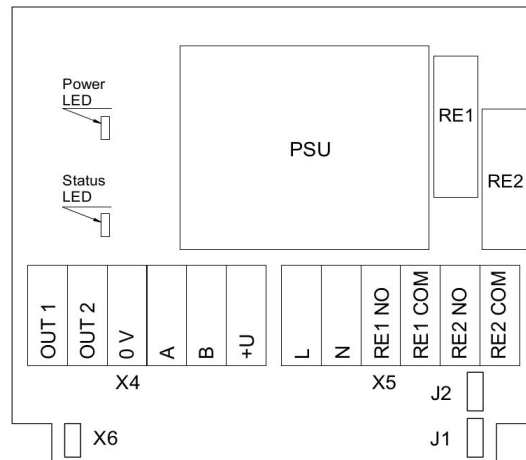 Power
LED
PSU
RE1
RE2
Status
LED
OUT 1
OUT 2
0 V
A
B
+U
L
N
RE1 NO
RE1 COM
RE2 NO
RE2 COM
X4
X5
J2
X6
J1